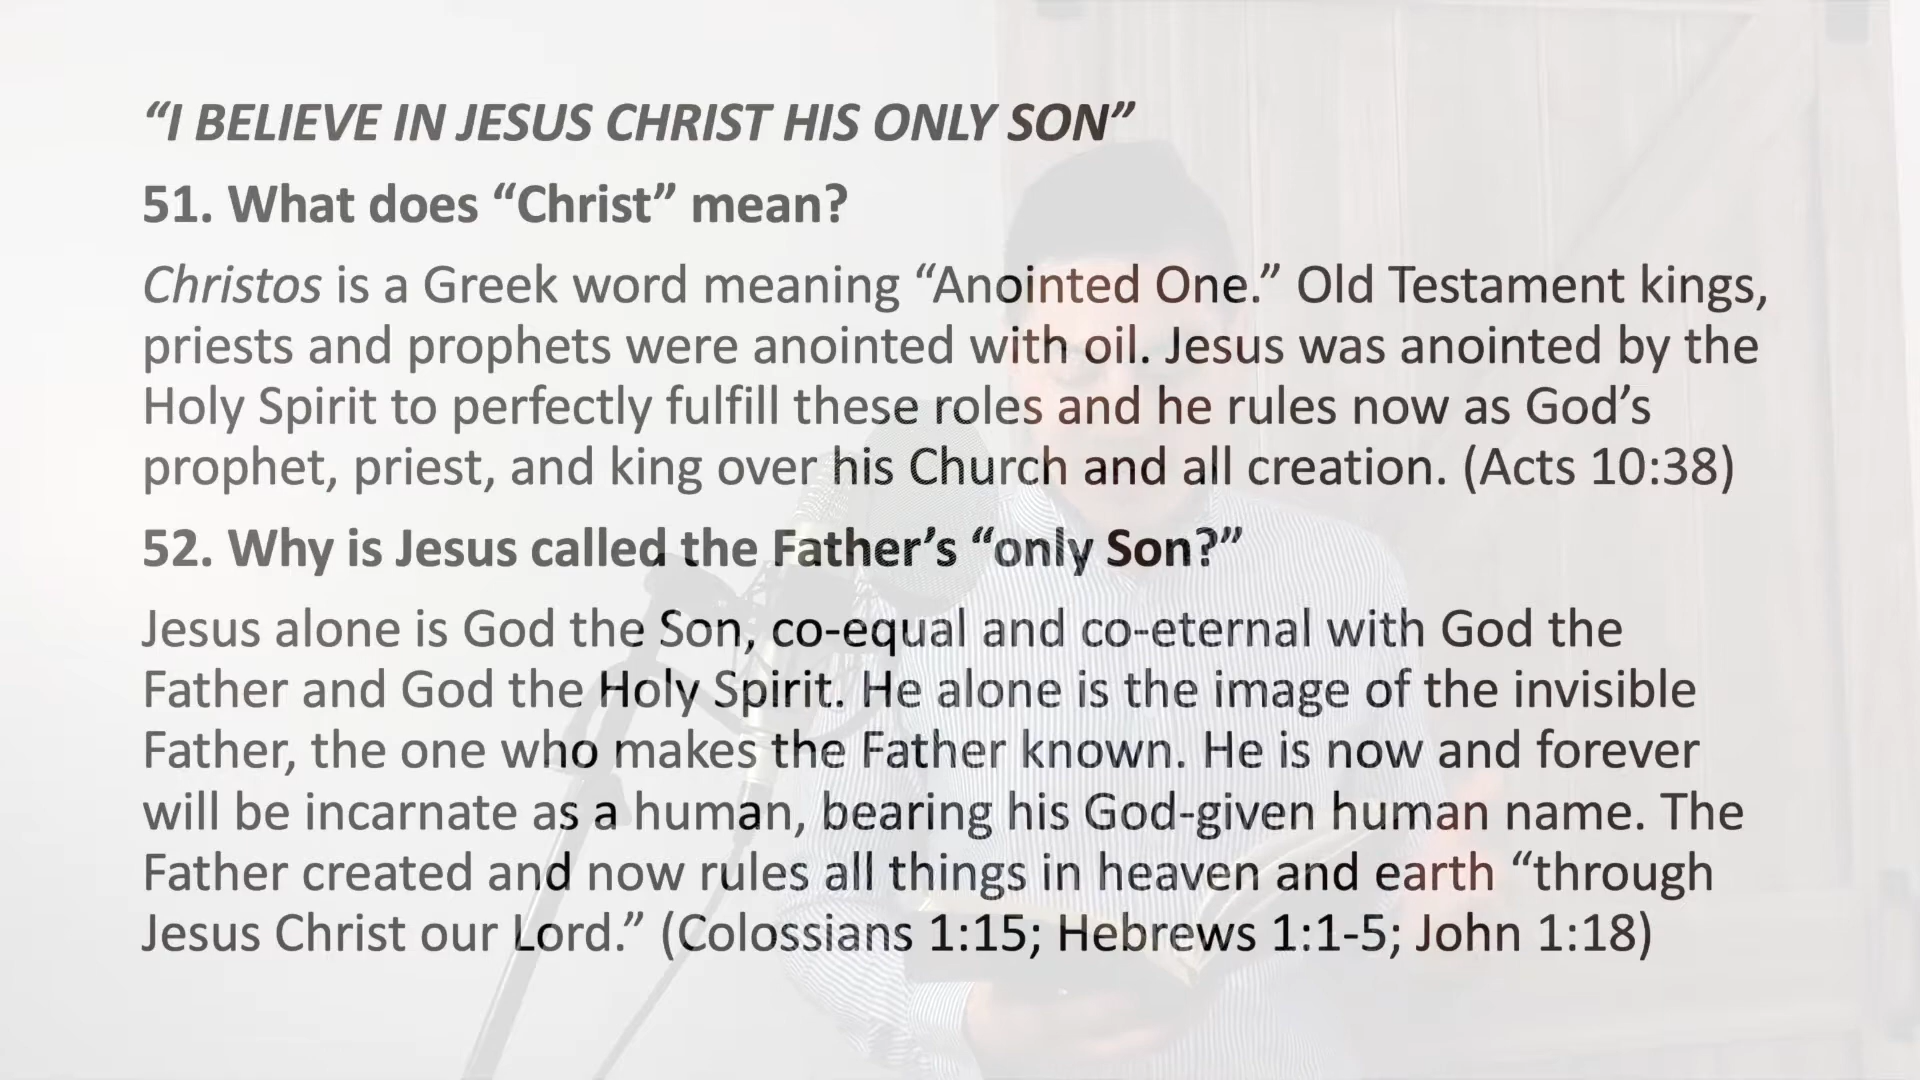 “I BELIEVE IN JESUS CHRIST HIS ONLY SON”
51. What does “Christ” mean?
Christos is a Greek word meaning “Anointed One.” Old Testament kings,
priests and prophets were anointed with oil. Jesus was anointed by the
Holy Spirit to perfectly fulfill these roles and he rules now as God’s
prophet, priest, and king over his Church and all creation. (Acts 10:38)
52. Why is Jesus called the Father’s “only Son?”
Jesus alone is God the Son, co-equal and co-eternal with God the
Father and God the Holy Spirit. He alone is the image of the invisible
Father, the one who makes the Father known. He is now and forever
will be incarnate as a human, bearing his God-given human name. The
Father created and now rules all things in heaven and earth “through
Jesus Christ our Lord.” (Colossians 1:15; Hebrews 1:1-5; John 1:18)